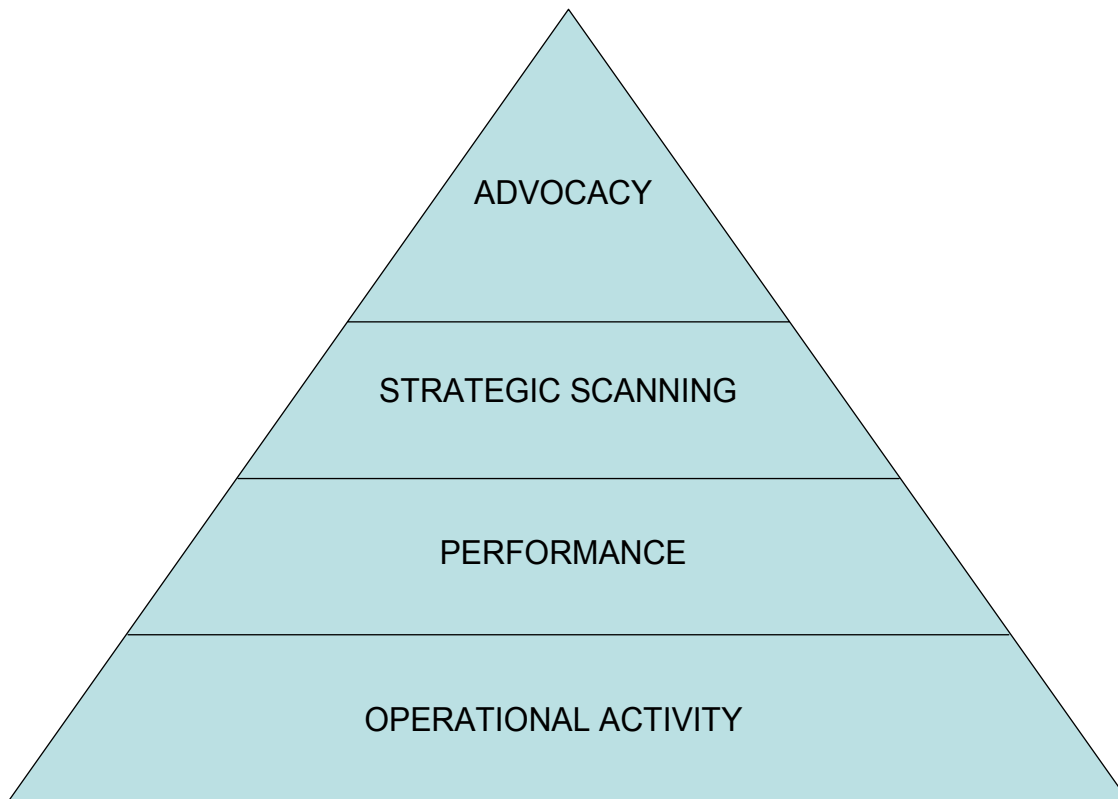 ADVOCACY
STRATEGIC SCANNING
PERFORMANCE
OPERATIONAL ACTIVITY